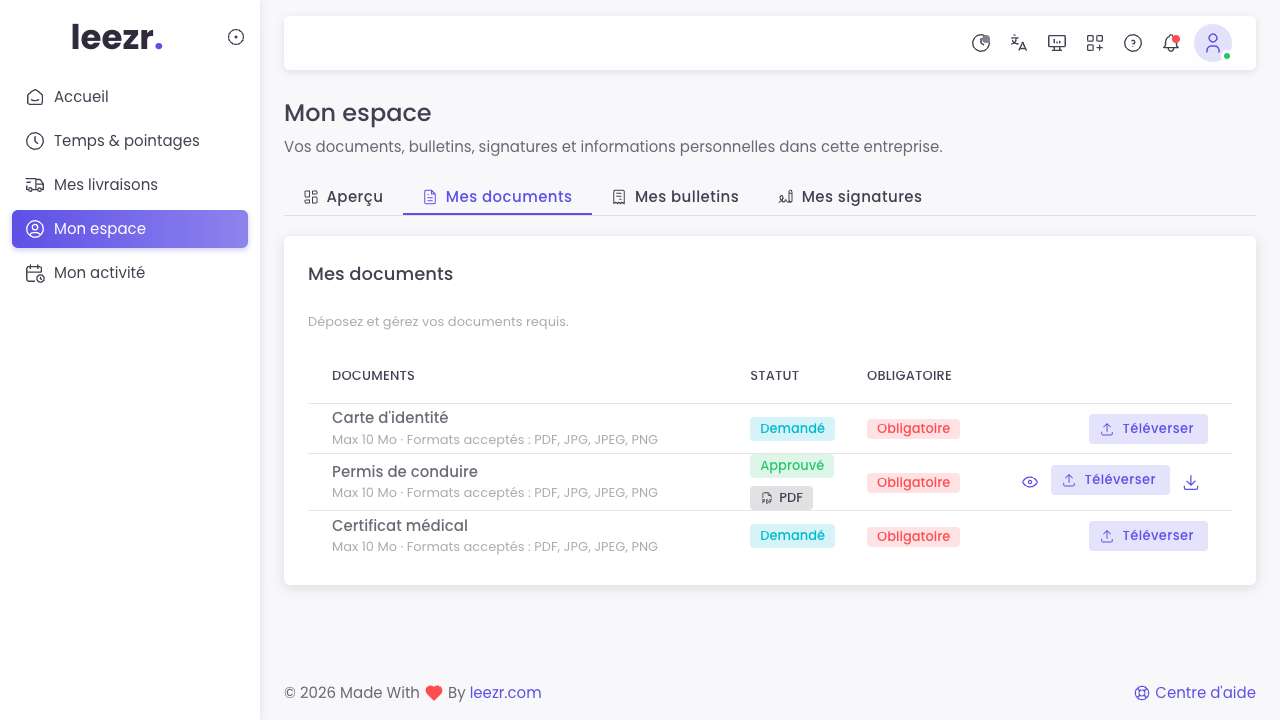 leezr.
Accueil
Temps & pointages
Mes livraisons
Mon espace
Mon activité
Mon espace
Vos documents, bulletins, signatures et informations personnelles dans cette entreprise.
Aperçu Mes documents Mes bulletins Mes signatures
Mes documents
Déposez et gérez vos documents requis.
DOCUMENTS STATUT OBLIGATOIRE
Carte d'identité
Max 10 Mo · Formats acceptés : PDF, JPG, JPEG, PNG
Demandé Obligatoire Téléverser
Permis de conduire
Max 10 Mo · Formats acceptés : PDF, JPG, JPEG, PNG
Approuvé
PDF
Obligatoire Téléverser
Certificat médical
Max 10 Mo · Formats acceptés : PDF, JPG, JPEG, PNG
Demandé Obligatoire Téléverser
© 2026 Made With By leezr.com
Centre d'aide